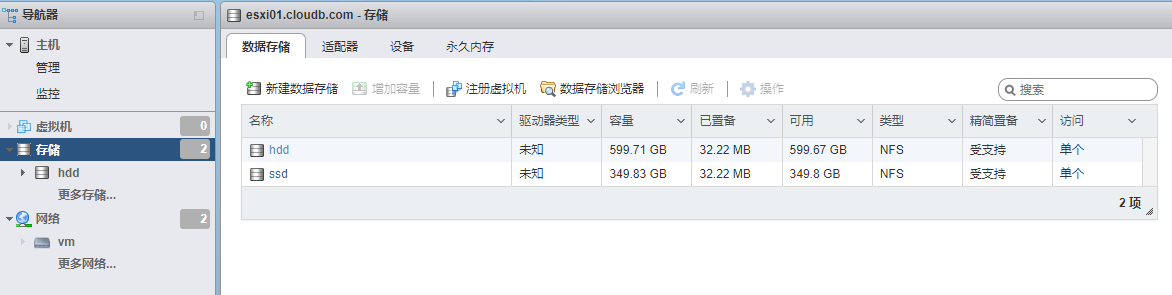 导航器
主机
管理
监控
虚拟机 0
存储 2
hdd
更多存储...
网络 2
vm
更多网络...
esxi01.cloudb.com - 存储
数据存储 适配器 设备 永久内存
新建数据存储 增加容量 注册虚拟机 数据存储浏览器 刷新 操作 搜索
名称 驱动器类型 容量 已置备 可用 类型 精简置备 访问
hdd 未知 599.71 GB 32.22 MB 599.67 GB NFS 受支持 单个
ssd 未知 349.83 GB 32.22 MB 349.8 GB NFS 受支持 单个
2 项